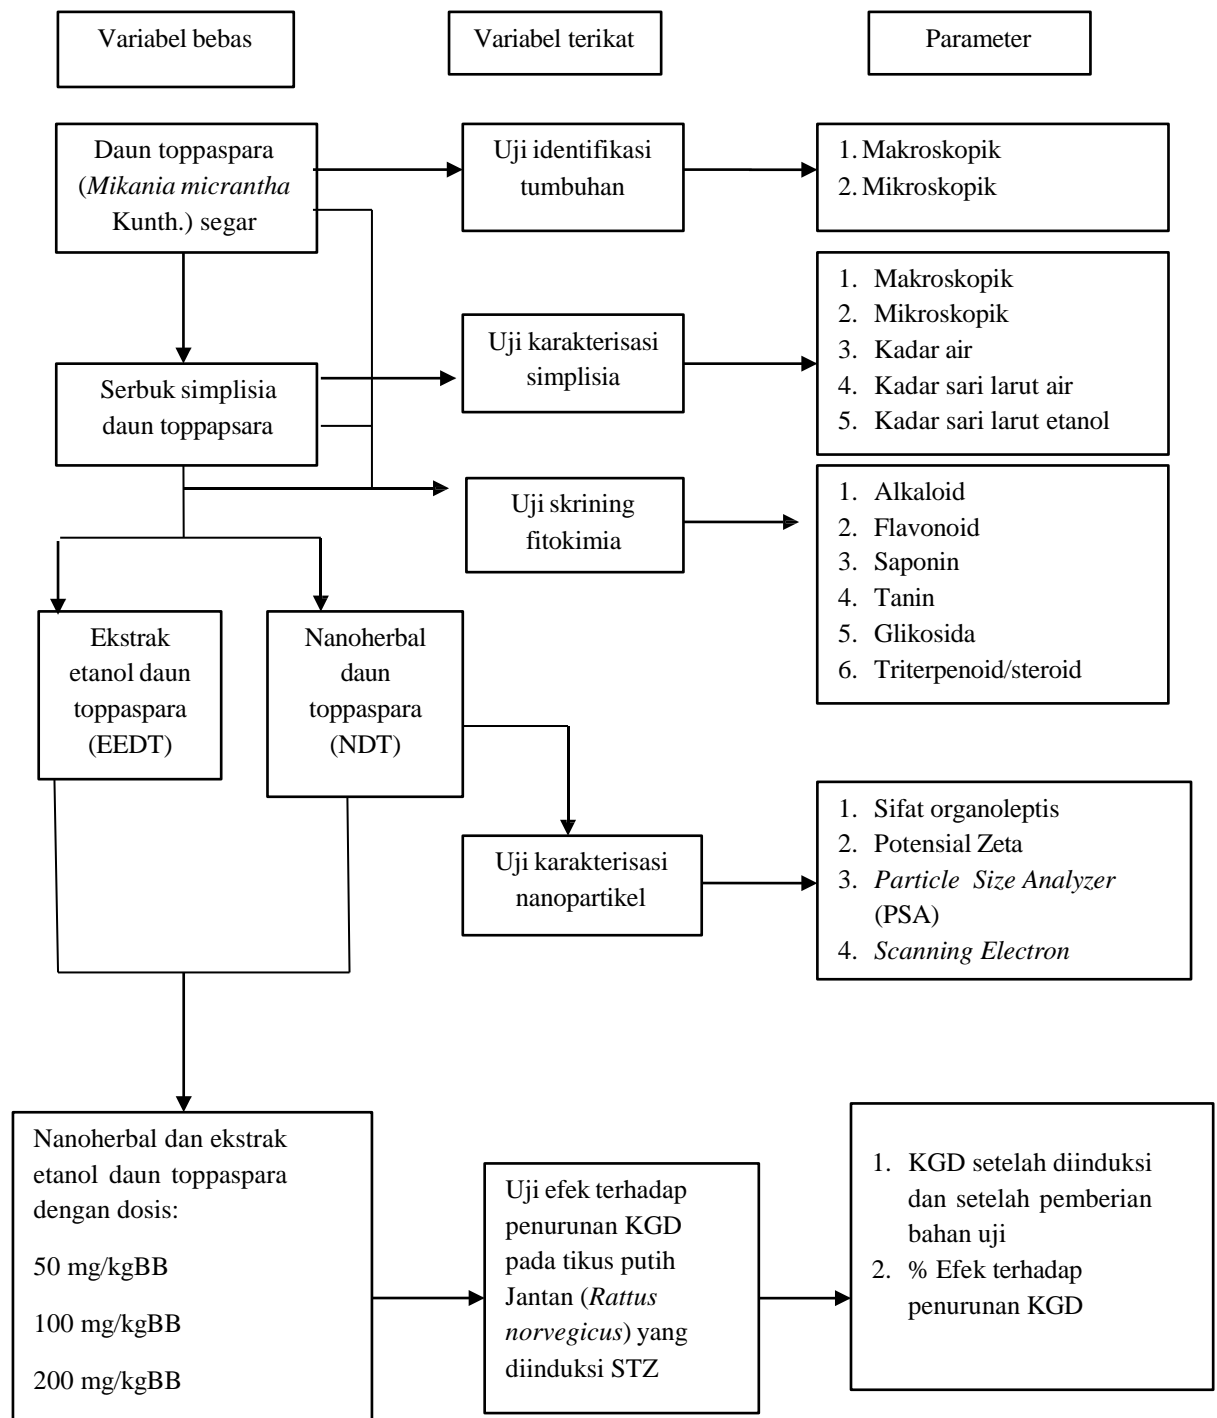 Variabel bebas
Variabel terikat
Parameter
Daun toppaspara
(Mikania micrantha
Kunth.) segar
Uji identifikasi
tumbuhan
1. Makroskopik
2. Mikroskopik
Serbuk simplisia
daun toppapsara
Uji karakterisasi
simplisia
1. Makroskopik
2. Mikroskopik
3. Kadar air
4. Kadar sari larut air
5. Kadar sari larut etanol
Uji skrining
fitokimia
1. Alkaloid
2. Flavonoid
3. Saponin
4. Tanin
5. Glikosida
6. Triterpenoid/steroid
Ekstrak
etanol daun
toppaspara
(EEDT)
Nanoherbal
daun
toppaspara
(NDT)
Uji karakterisasi
nanopartikel
1. Sifat organoleptis
2. Potensial Zeta
3. Particle Size Analyzer
(PSA)
4. Scanning Electron
Nanoherbal dan ekstrak
etanol daun toppaspara
dengan dosis:
50 mg/kgBB
100 mg/kgBB
200 mg/kgBB
Uji efek terhadap
penurunan KGD
pada tikus putih
Jantan (Rattus
norvegicus) yang
diinduksi STZ
1. KGD setelah diinduksi
dan setelah pemberian
bahan uji
2. % Efek terhadap
penurunan KGD